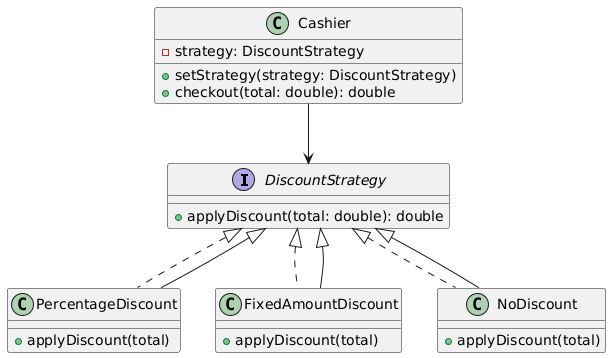 C Cashier
strategy: DiscountStrategy
setStrategy(strategy: DiscountStrategy)
checkout(total: double): double
I DiscountStrategy
applyDiscount(total: double): double
C PercentageDiscount
applyDiscount(total)
C FixedAmountDiscount
applyDiscount(total)
C NoDiscount
applyDiscount(total)